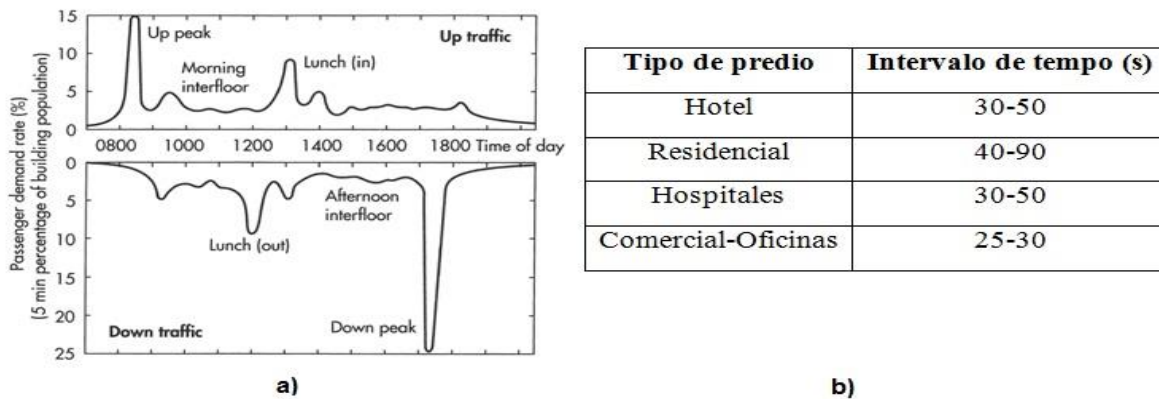 Passenger demand rate (%)
(5 min percentage of building population)
15
10
5
0
Up peak
Up traffic
Morning
interfloor
Lunch (in)
0800
1000
1200
1400
1600
1800
Time of day
0
5
10
15
20
25
Afternoon
interfloor
Lunch (out)
Down traffic
Down peak
a)
Tipo de predio
Intervalo de tempo (s)
Hotel
30-50
Residencial
40-90
Hospitales
30-50
Comercial-Oficinas
25-30
b)